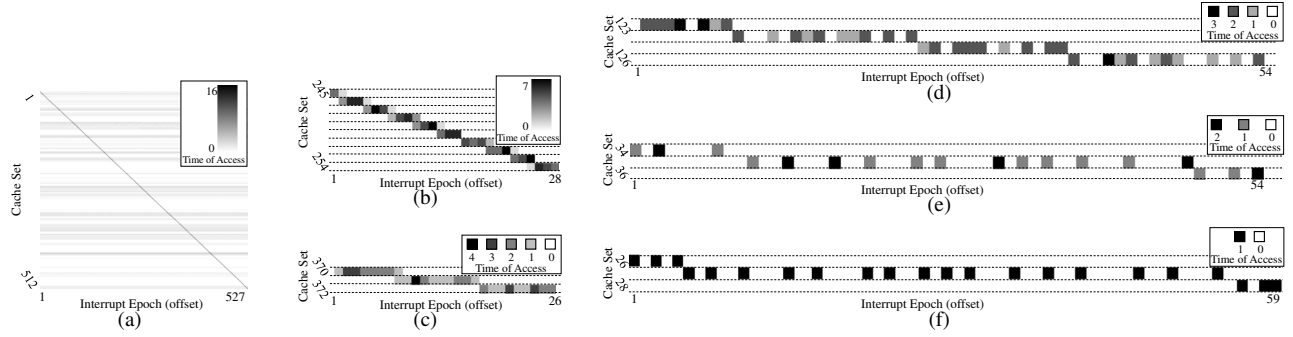 16
0
Time of Access
1
512
Cache Set
1
527
Interrupt Epoch (offset)
(a)
7
0
Time of Access
245
254
Cache Set
1
28
Interrupt Epoch (offset)
(b)
4 3 2 1 0
Time of Access
370
372
Cache Set
1
26
Interrupt Epoch (offset)
(c)
3 2 1 0
Time of Access
123
126
Cache Set
1
54
Interrupt Epoch (offset)
(d)
2 1 0
Time of Access
34
36
Cache Set
1
54
Interrupt Epoch (offset)
(e)
1 0
Time of Access
26
28
Cache Set
1
59
Interrupt Epoch (offset)
(f)